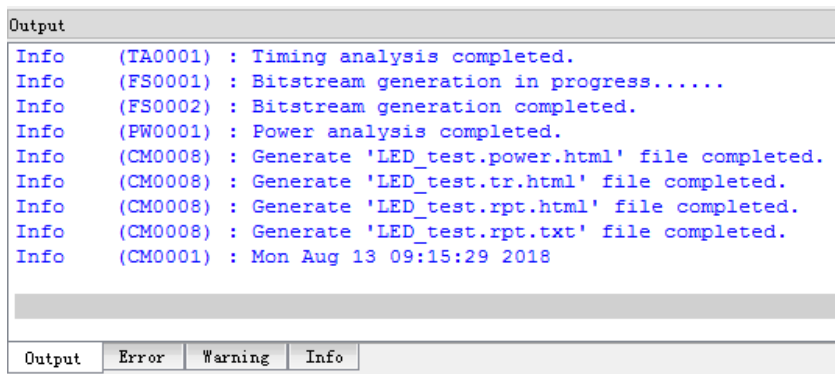 Output
Info (TA0001) : Timing analysis completed.
Info (FS0001) : Bitstream generation in progress......
Info (FS0002) : Bitstream generation completed.
Info (PW0001) : Power analysis completed.
Info (CM0008) : Generate 'LED_test.power.html' file completed.
Info (CM0008) : Generate 'LED_test.tr.html' file completed.
Info (CM0008) : Generate 'LED_test.rpt.html' file completed.
Info (CM0008) : Generate 'LED_test.rpt.txt' file completed.
Info (CM0001) : Mon Aug 13 09:15:29 2018
Output Error Warning Info